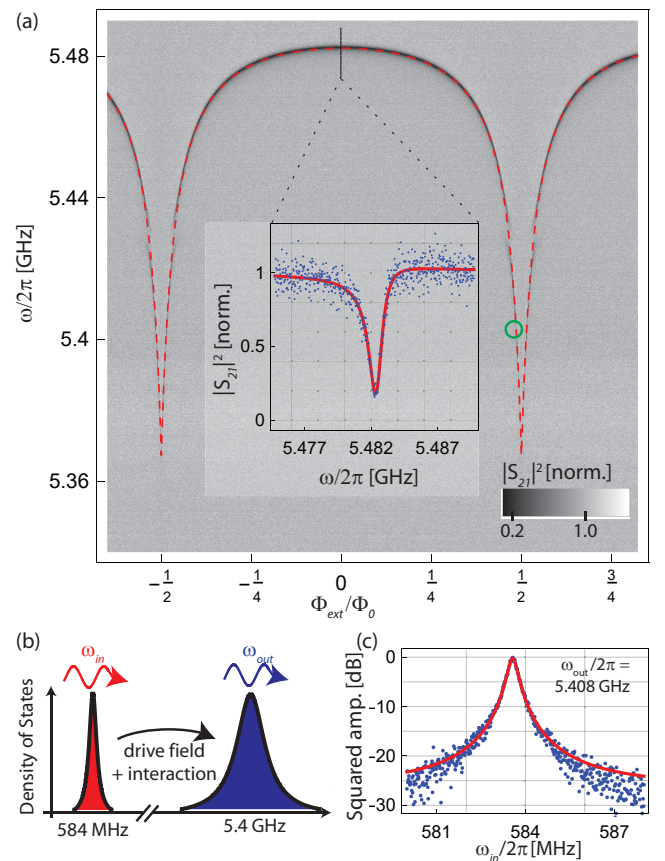 (a)
5.48
5.44
5.4
5.36
ω/2π [GHz]
|S21|² [norm.]
1
0.5
0
5.477 5.482 5.487
ω/2π [GHz]
|S21|² [norm.]
0.2 1.0
-1/2 -1/4 0 1/4 1/2 3/4
Φext/Φ0
(b)
ωin ωout
Density of States
drive field
+ interaction
584 MHz 5.4 GHz
(c)
ωout/2π =
5.408 GHz
Squared amp. [dB]
0
-10
-20
-30
581 584 587
ωin/2π [MHz]